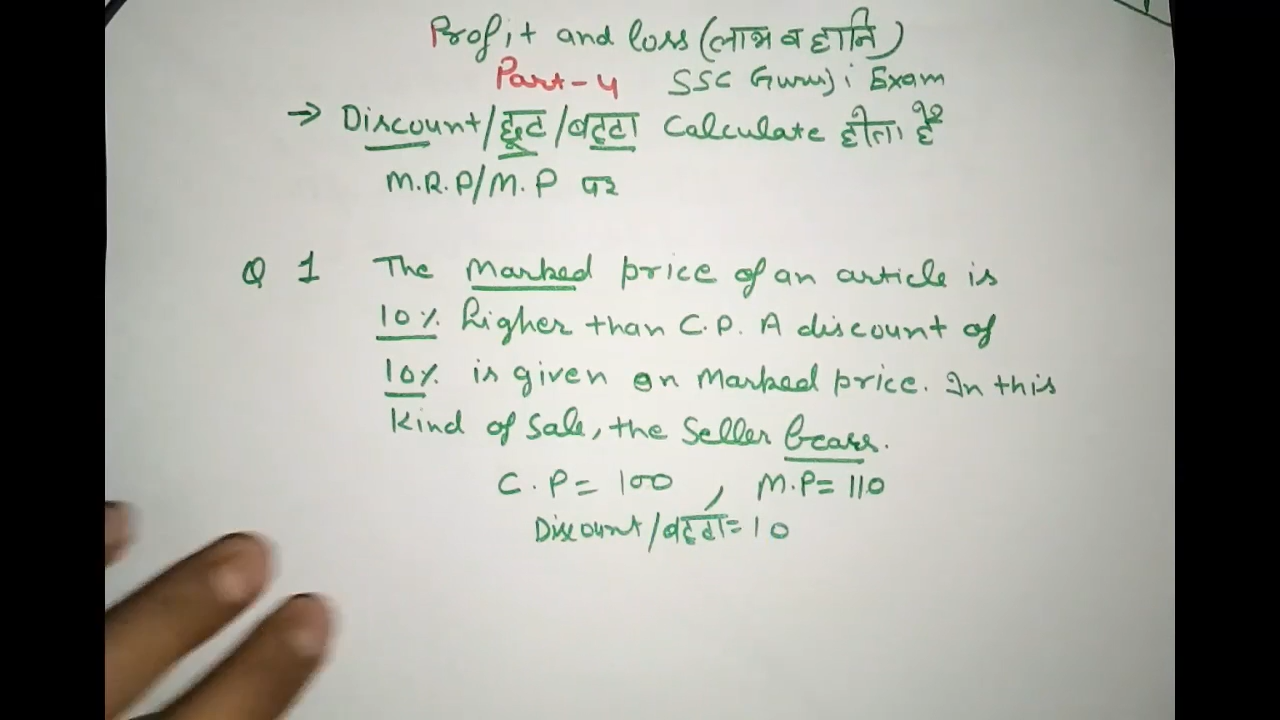 Profit and loss (लाभ व हानि)
Part-4 SSC Guruji Exam
→ Discount/छूट/बट्टा Calculate होता है
M.R.P/M.P पर
Q 1 The Marked price of an article is
10% higher than C.P. A discount of
10% is given on Marked price. In this
kind of Sale, the Seller bears.
C.P = 100 , M.P = 110
Discount/बट्टा = 10